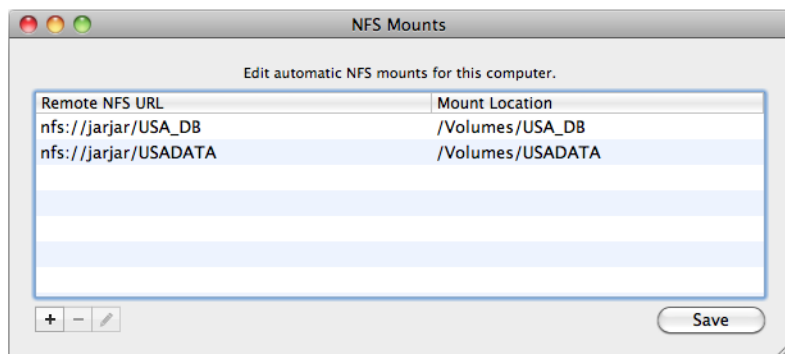 NFS Mounts
Edit automatic NFS mounts for this computer.
Remote NFS URL Mount Location
nfs://jarjar/USA_DB /Volumes/USA_DB
nfs://jarjar/USADATA /Volumes/USADATA
+ − Save